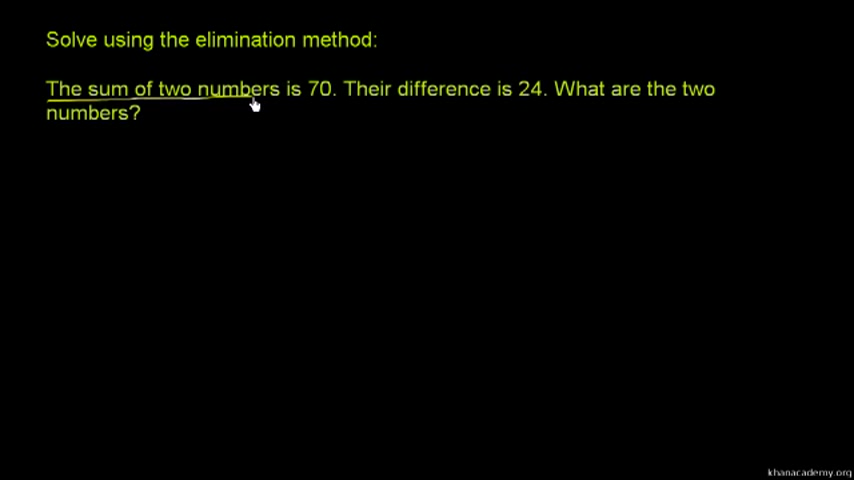 Solve using the elimination method:
The sum of two numbers is 70. Their difference is 24. What are the two
numbers?
khanacademy.org